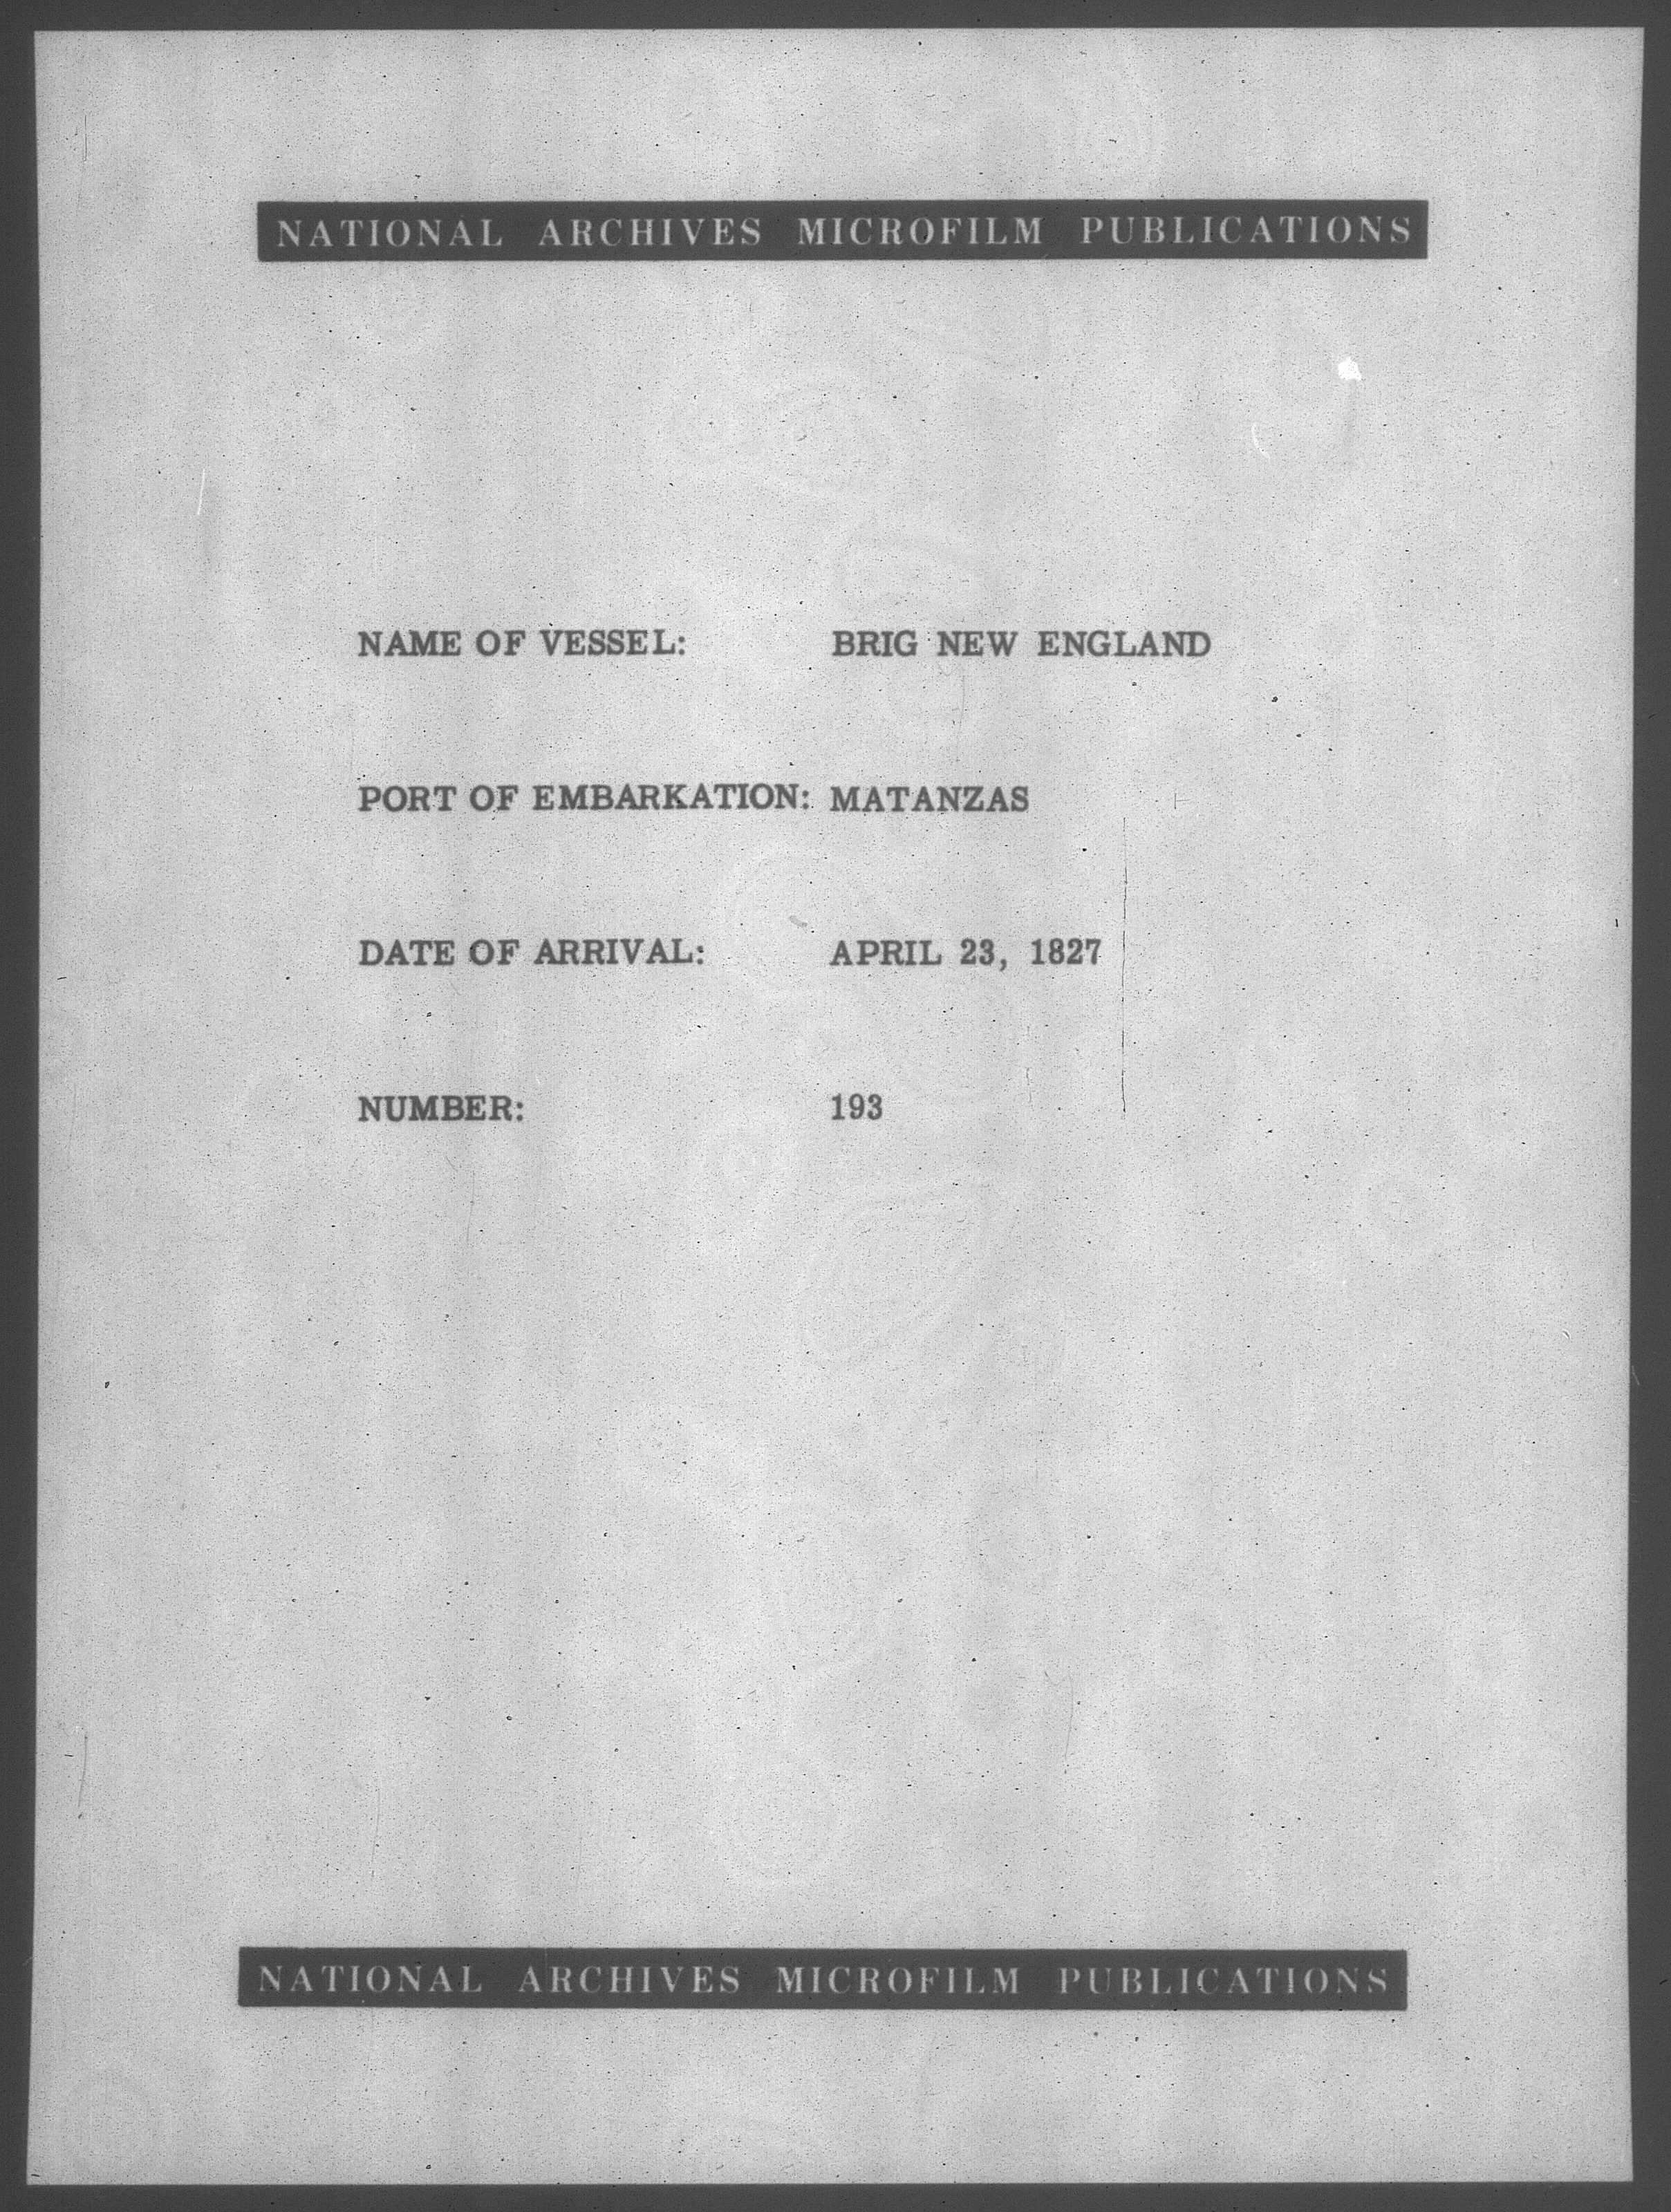 NATIONAL ARCHIVES MICROFILM PUBLICATIONS
NAME OF VESSEL: BRIG NEW ENGLAND
PORT OF EMBARKATION: MATANZAS
DATE OF ARRIVAL: APRIL 23, 1827
NUMBER: 193
NATIONAL ARCHIVES MICROFILM PUBLICATIONS